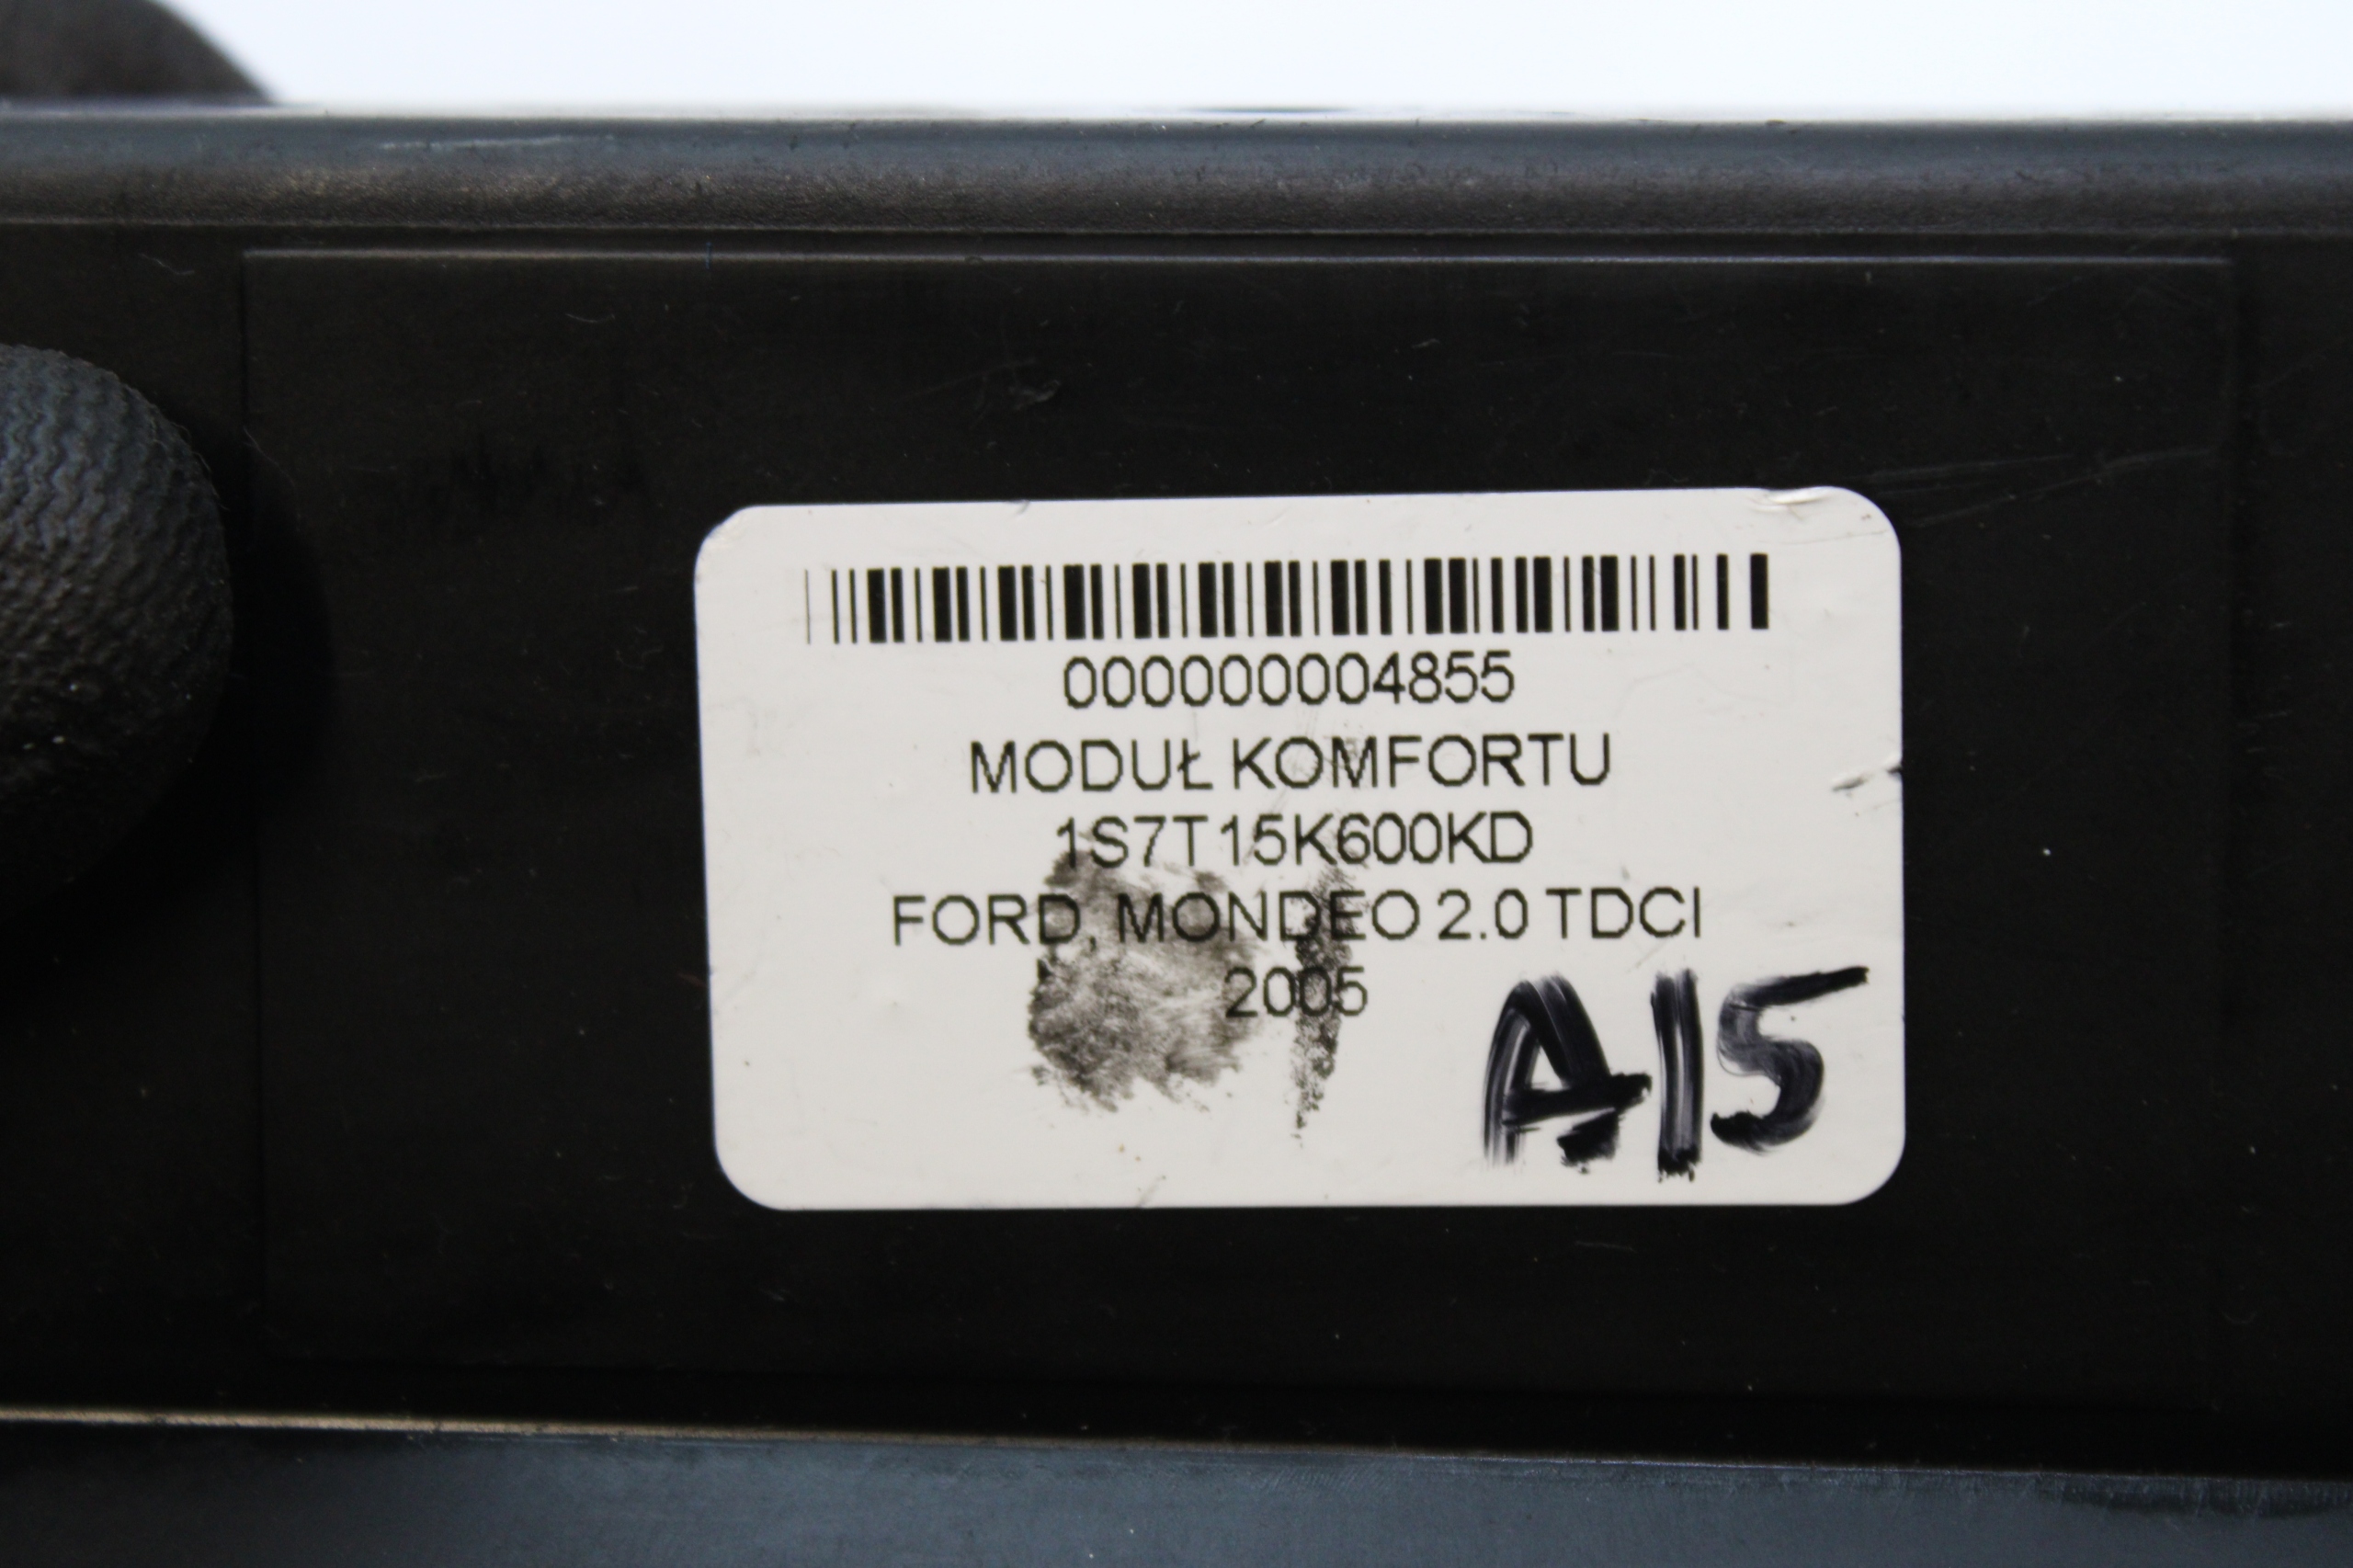 000000004855
MODUŁ KOMFORTU
1S7T15K600KD
FORD, MONDEO 2.0 TDCI
2005
A15